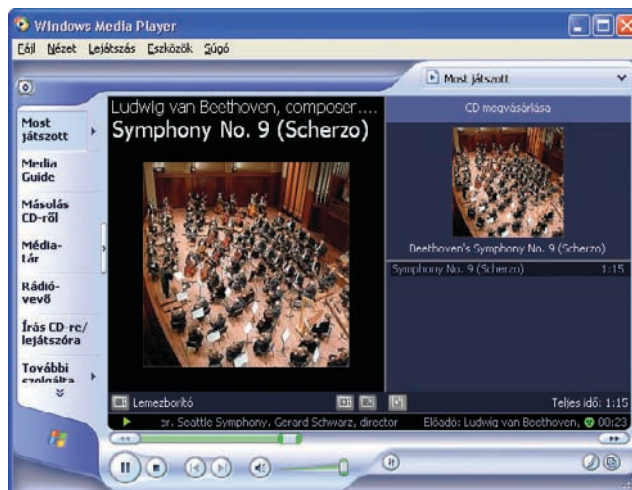 Windows Media Player
Fájl Nézet Lejátszás Eszközök Súgó
Most játszott
Most
játszott
Media
Guide
Másolás
CD-ről
Média-
tár
Rádió-
vevő
Írás CD-re/
lejátszóra
További
szolgálta
Ludwig van Beethoven, composer....
Symphony No. 9 (Scherzo)
CD megvásárlása
Beethoven's Symphony No. 9 (Scherzo)
Symphony No. 9 (Scherzo) 1:15
Lemezborító
Teljes idő: 1:15
Seattle Symphony, Gerard Schwarz, director
Előadó: Ludwig van Beethoven, 00:23